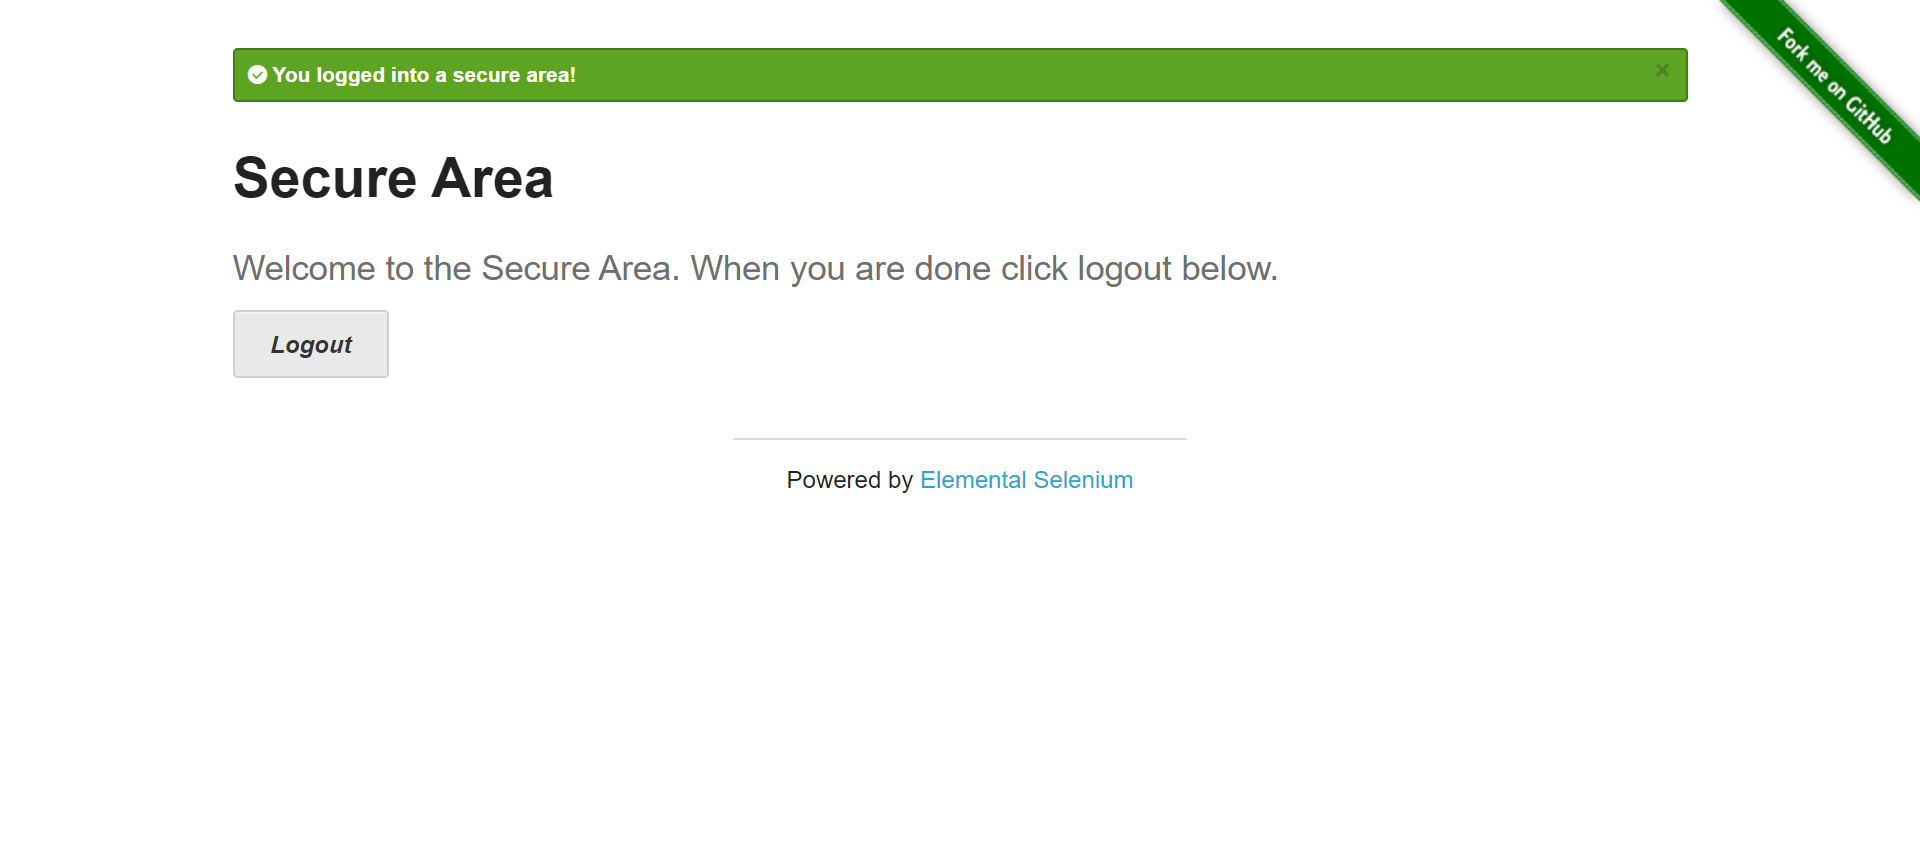 You logged into a secure area!
×
Fork me on GitHub
Secure Area
Welcome to the Secure Area. When you are done click logout below.
Logout
Powered by Elemental Selenium